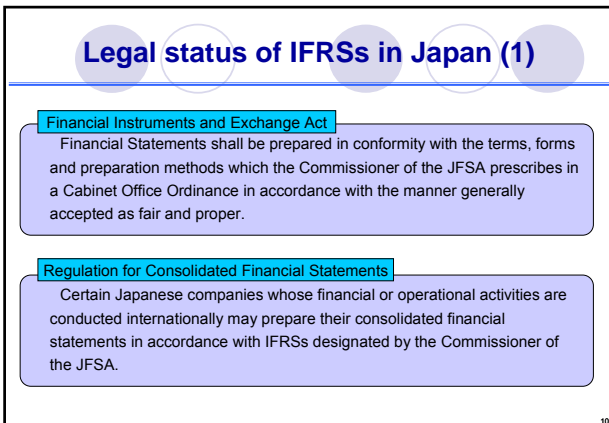 Legal status of IFRSs in Japan (1)
Financial Instruments and Exchange Act
Financial Statements shall be prepared in conformity with the terms, forms
and preparation methods which the Commissioner of the JFSA prescribes in
a Cabinet Office Ordinance in accordance with the manner generally
accepted as fair and proper.
Regulation for Consolidated Financial Statements
Certain Japanese companies whose financial or operational activities are
conducted internationally may prepare their consolidated financial
statements in accordance with IFRSs designated by the Commissioner of
the JFSA.
10